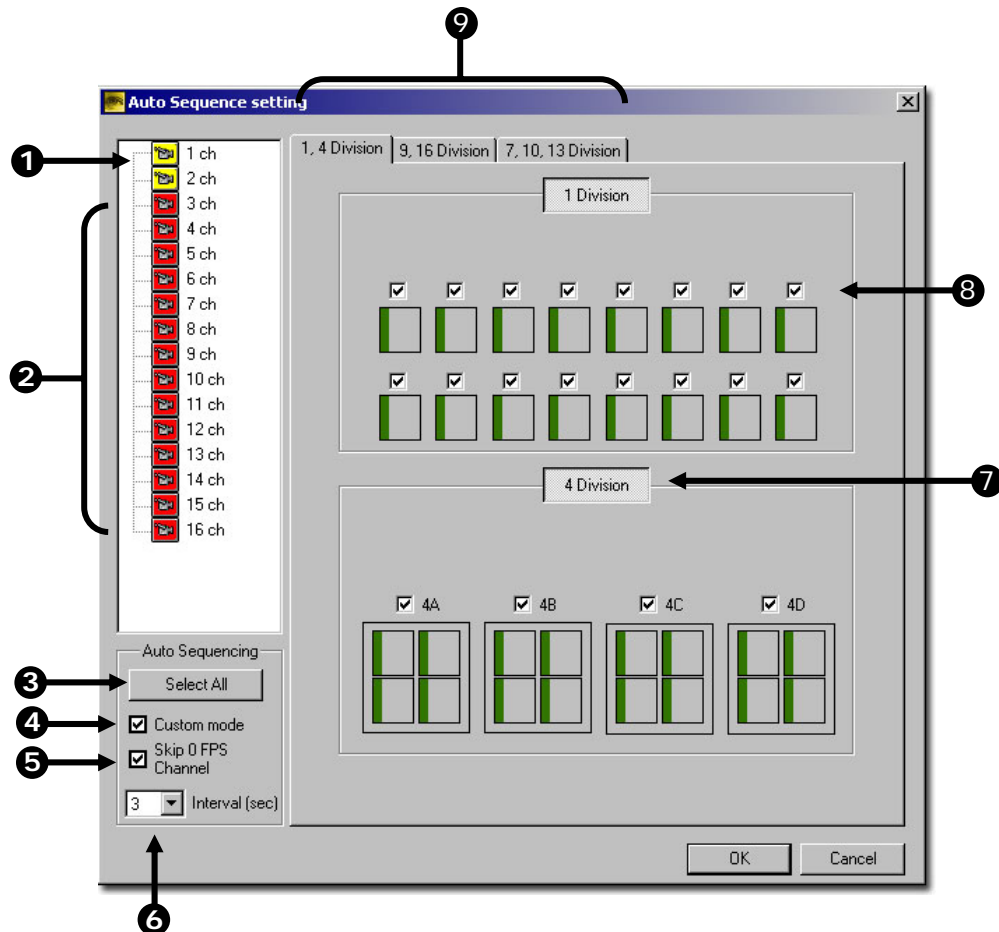 9
Auto Sequence setting
1
1 ch
2 ch
3 ch
4 ch
5 ch
6 ch
7 ch
8 ch
9 ch
10 ch
11 ch
12 ch
13 ch
14 ch
15 ch
16 ch
2
1, 4 Division
9, 16 Division
7, 10, 13 Division
1 Division
8
4 Division
7
4A
4B
4C
4D
Auto Sequencing
3
Select All
4
Custom mode
5
Skip 0 FPS
Channel
3
Interval (sec)
6
OK
Cancel